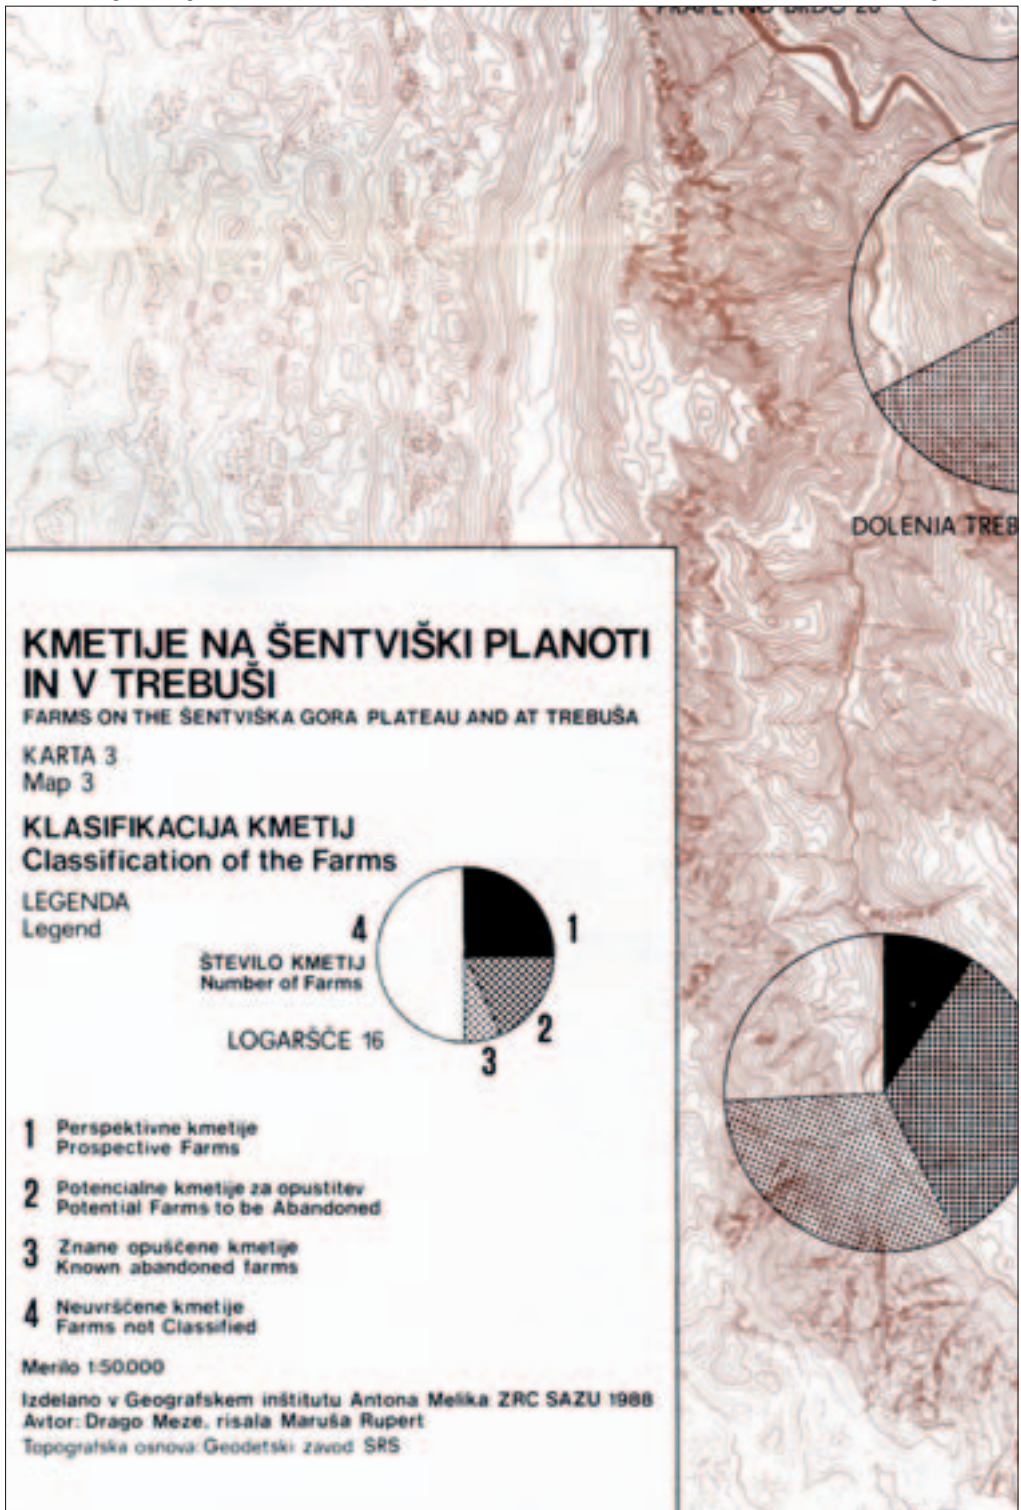 BRDO 20
DOLENJA TREB
KMETIJE NA ŠENTVIŠKI PLANOTI
IN V TREBUŠI
FARMS ON THE ŠENTVIŠKA GORA PLATEAU AND AT TREBUŠA
KARTA 3
Map 3
KLASIFIKACIJA KMETIJ
Classification of the Farms
LEGENDA
Legend
4
1
ŠTEVILO KMETIJ
Number of Farms
2
LOGARŠČE 16
3
1 Perspektivne kmetije
Prospective Farms
2 Potencialne kmetije za opustitev
Potential Farms to be Abandoned
3 Znane opuščene kmetije
Known abandoned farms
4 Neuvrščene kmetije
Farms not Classified
Merilo 1:50.000
Izdelano v Geografskem inštitutu Antona Melika ZRC SAZU 1988
Avtor: Drago Meze, risala Maruša Rupert
Topografska osnova: Geodetski zavod SRS